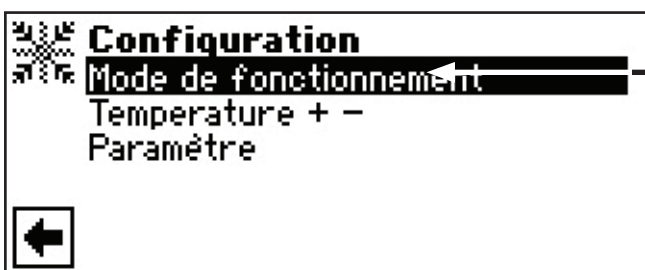 Configuration
Mode de fonctionnement
Temperature + −
Paramètre